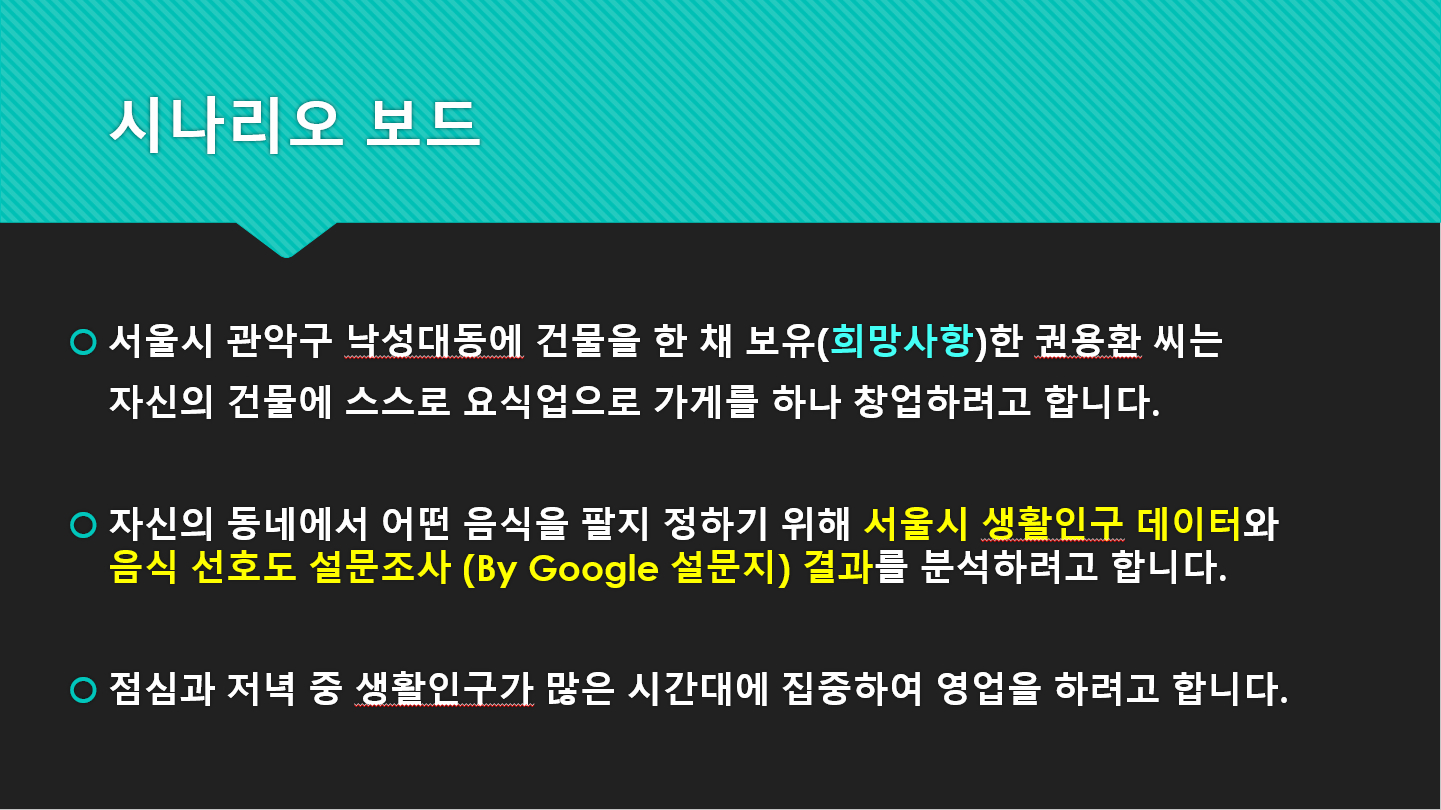 시나리오 보드
서울시 관악구 낙성대동에 건물을 한 채 보유(희망사항)한 권용환 씨는
자신의 건물에 스스로 요식업으로 가게를 하나 창업하려고 합니다.
자신의 동네에서 어떤 음식을 팔지 정하기 위해 서울시 생활인구 데이터와
음식 선호도 설문조사 (By Google 설문지) 결과를 분석하려고 합니다.
점심과 저녁 중 생활인구가 많은 시간대에 집중하여 영업을 하려고 합니다.